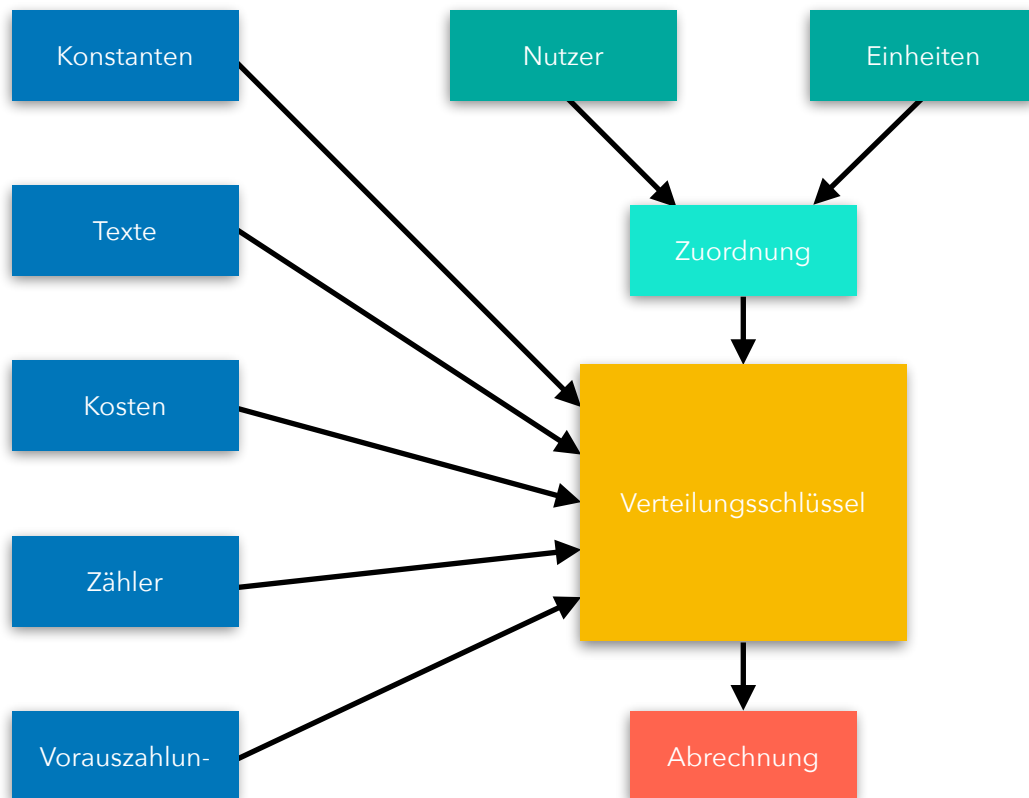 Konstanten
Nutzer
Einheiten
Texte
Zuordnung
Kosten
Verteilungsschlüssel
Zähler
Vorauszahlun-
Abrechnung